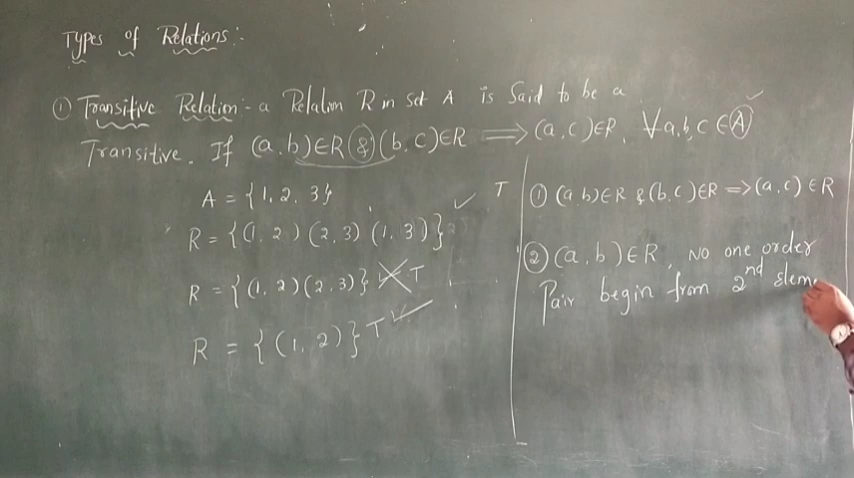 Types of Relations:-
① Transitive Relation:- a Relation R in set A is said to be a
Transitive. If (a,b)∈R & (b,c)∈R ⟹ (a,c)∈R, ∀a,b,c ∈ A ✓
A = {1, 2, 3}
R = {(1, 2) (2, 3) (1, 3)} ✓
R = {(1, 2) (2, 3)} T
R = {(1, 2)} T ✓
T
① (a,b)∈R & (b,c)∈R => (a,c)∈R
② (a,b)∈R, No one order
Pair begin from 2nd elem